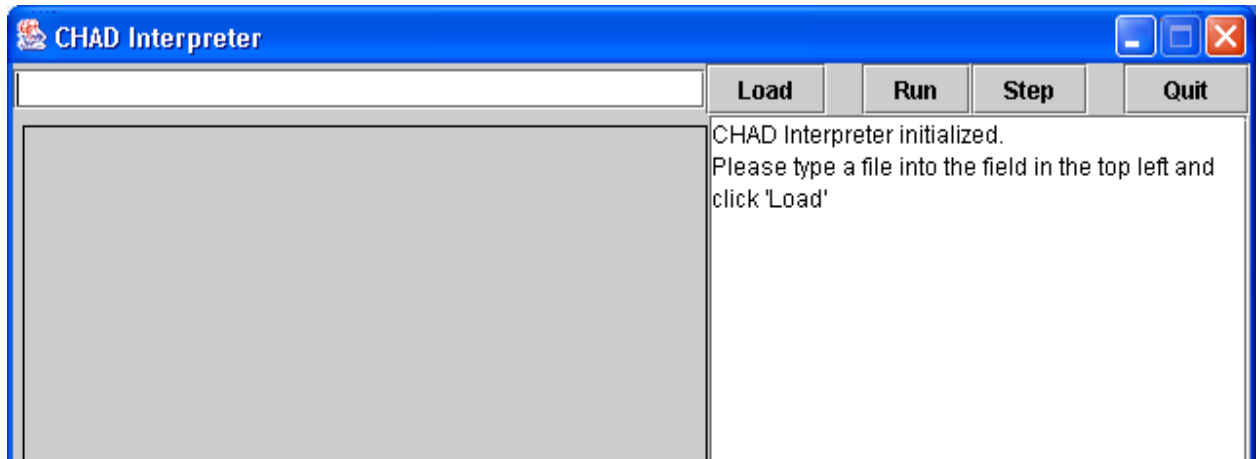 CHAD Interpreter
Load Run Step Quit
CHAD Interpreter initialized.
Please type a file into the field in the top left and
click 'Load'